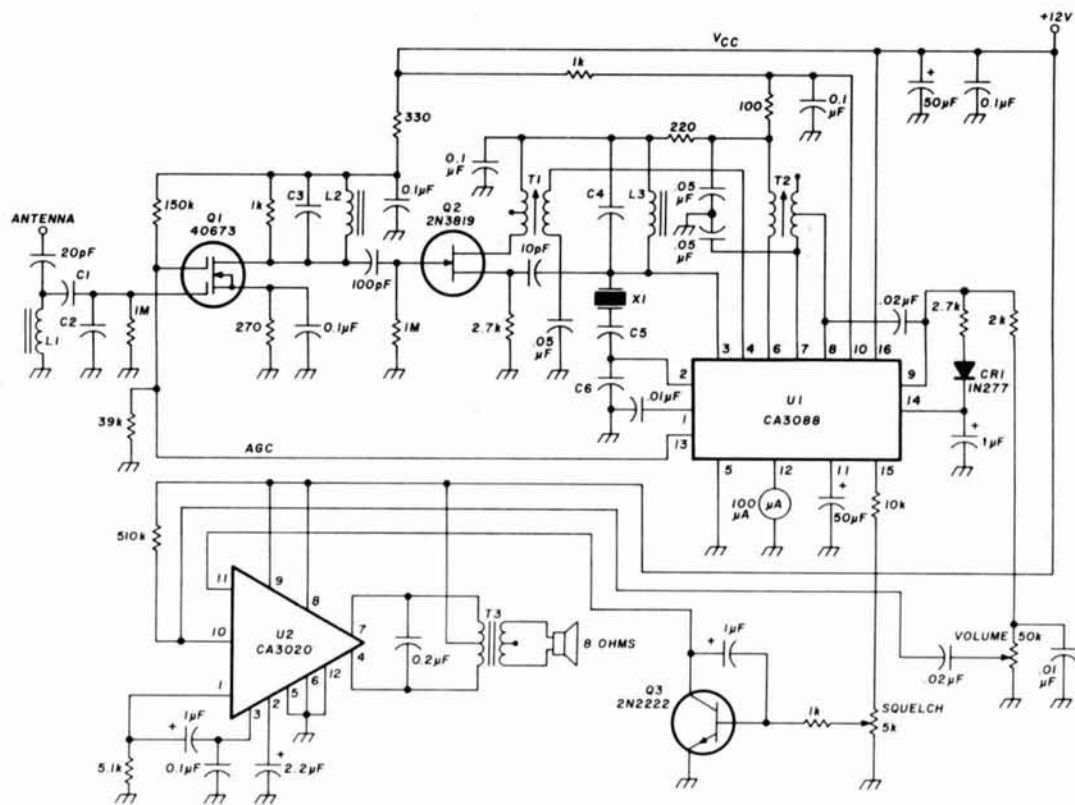 +12V
VCC
1k
330
100
0.1 µF
+
50µF
0.1µF
220
0.1 µF
T1
C4
L3
.05 µF
.05 µF
T2
150k
1k
C3
L2
0.1µF
Q2
2N3819
ANTENNA
Q1
40673
20pF
C1
C2
L1
1M
270
0.1µF
100pF
1M
2.7k
10pF
.05 µF
X1
C5
C6
.01µF
.02µF
2.7k
2k
CR1
1N277
+
1µF
3
4
6
7
8
10
16
2
1
13
9
14
U1
CA3088
5
12
11
15
39k
AGC
100 µA
µA
+
50µF
10k
510k
11
9
8
10
U2
CA3020
7
4
1
3
2
5
6
12
0.2µF
T3
8 OHMS
+
1µF
Q3
2N2222
1k
VOLUME
50k
.02µF
.01 µF
SQUELCH
5k
+
1µF
5.1k
0.1µF
+
2.2µF